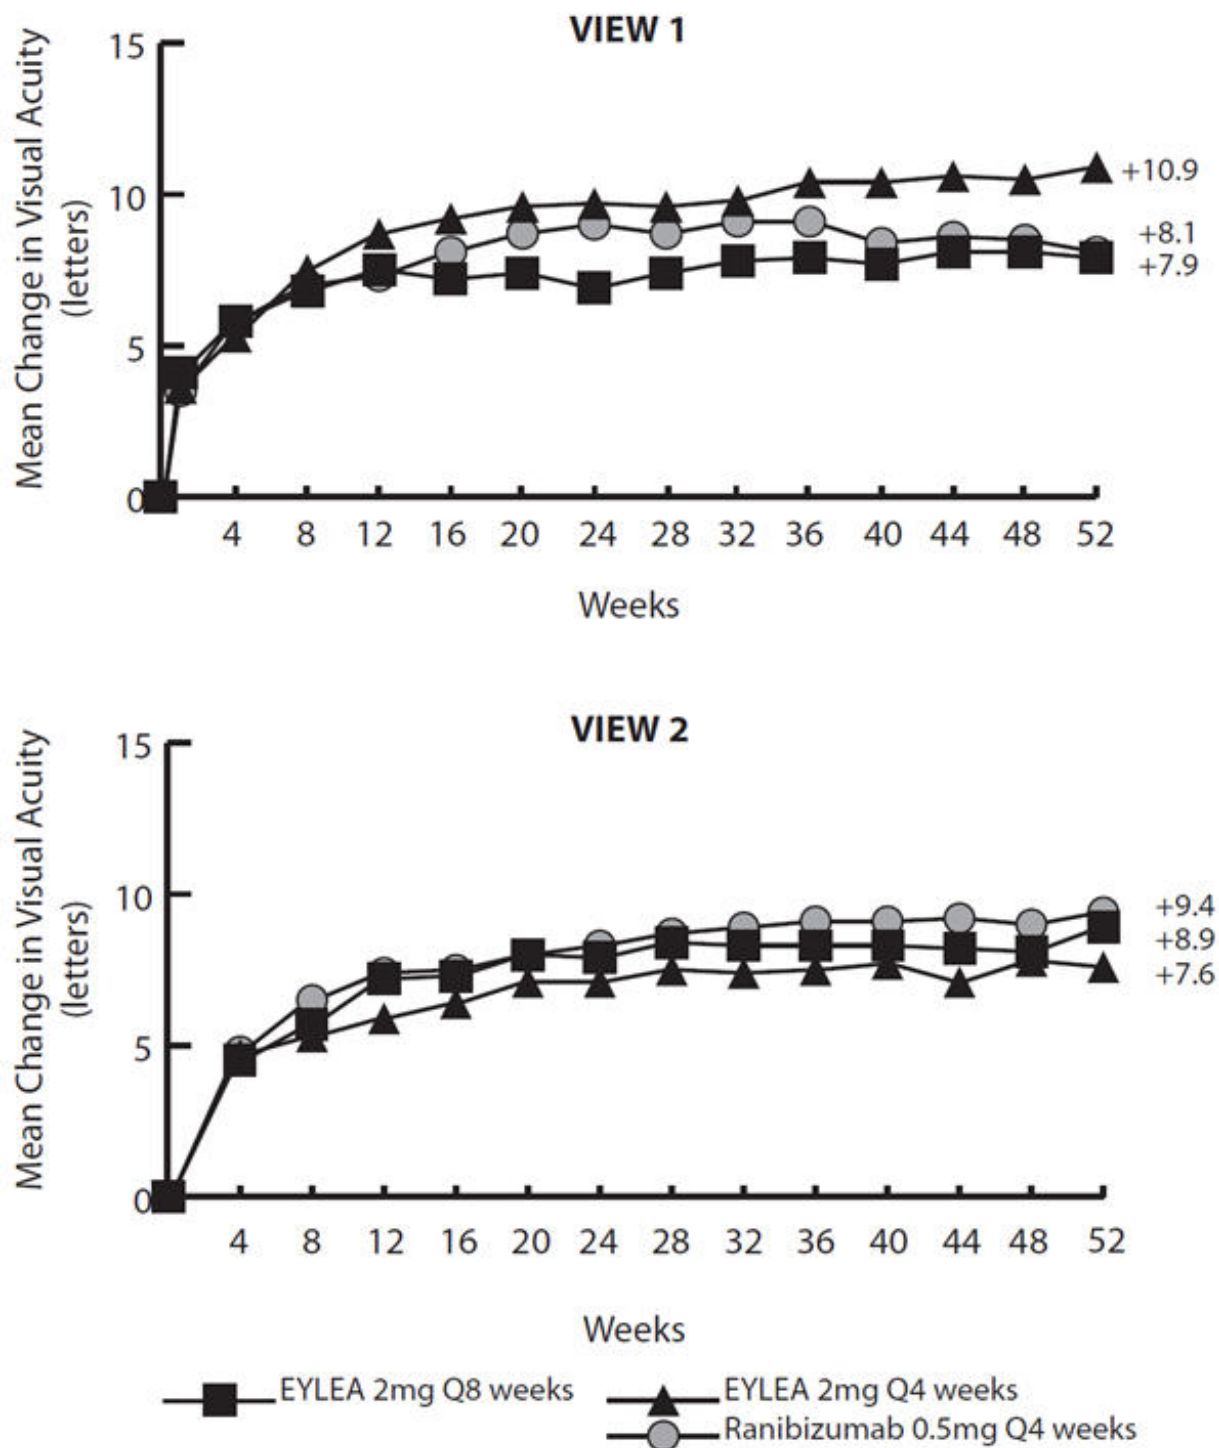 VIEW 1
Mean Change in Visual Acuity
(letters)
15
10
5
0
+10.9
+8.1
+7.9
4 8 12 16 20 24 28 32 36 40 44 48 52
Weeks
VIEW 2
Mean Change in Visual Acuity
(letters)
15
10
5
0
+9.4
+8.9
+7.6
4 8 12 16 20 24 28 32 36 40 44 48 52
Weeks
EYLEA 2mg Q8 weeks
EYLEA 2mg Q4 weeks
Ranibizumab 0.5mg Q4 weeks